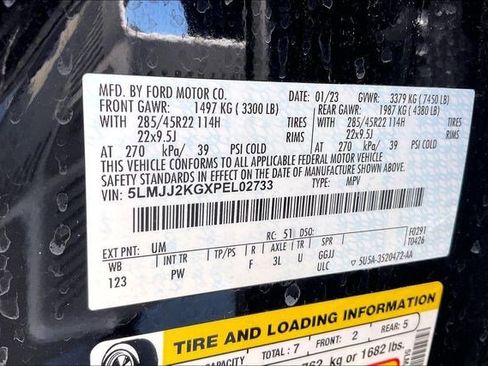 MFD. BY FORD MOTOR CO.
DATE: 01/23 GVWR: 3379 KG (7450 LB)
FRONT GAWR: 1497 KG (3300 LB) REAR GAWR: 1987 KG (4380 LB)
285/45R22 114H TIRES 285/45R22 114H TIRES
22x9.5J RIMS 22x9.5J RIMS
AT 270 kPa/ 39 PSI COLD AT 270 kPa/ 39 PSI COLD
THIS VEHICLE CONFORMS TO ALL APPLICABLE FEDERAL MOTOR VEHICLE
SAFETY STANDARDS IN EFFECT ON THE DATE OF MANUFACTURE SHOWN ABOVE.
VIN: 5LMJJ2KGXPEL02733 TYPE: MPV
EXT PNT: UM RC: 51 DSO: F0291
T0426
WB TR INT TP/PS R AXLE TR SPR
123 PW F 3L U GGJJ
ULC 5U5A-3520472-AA
TIRE AND LOADING INFORMATION
CAPACITY TOTAL: 7 FRONT: 2 REAR: 5
kg or 1682 lbs.